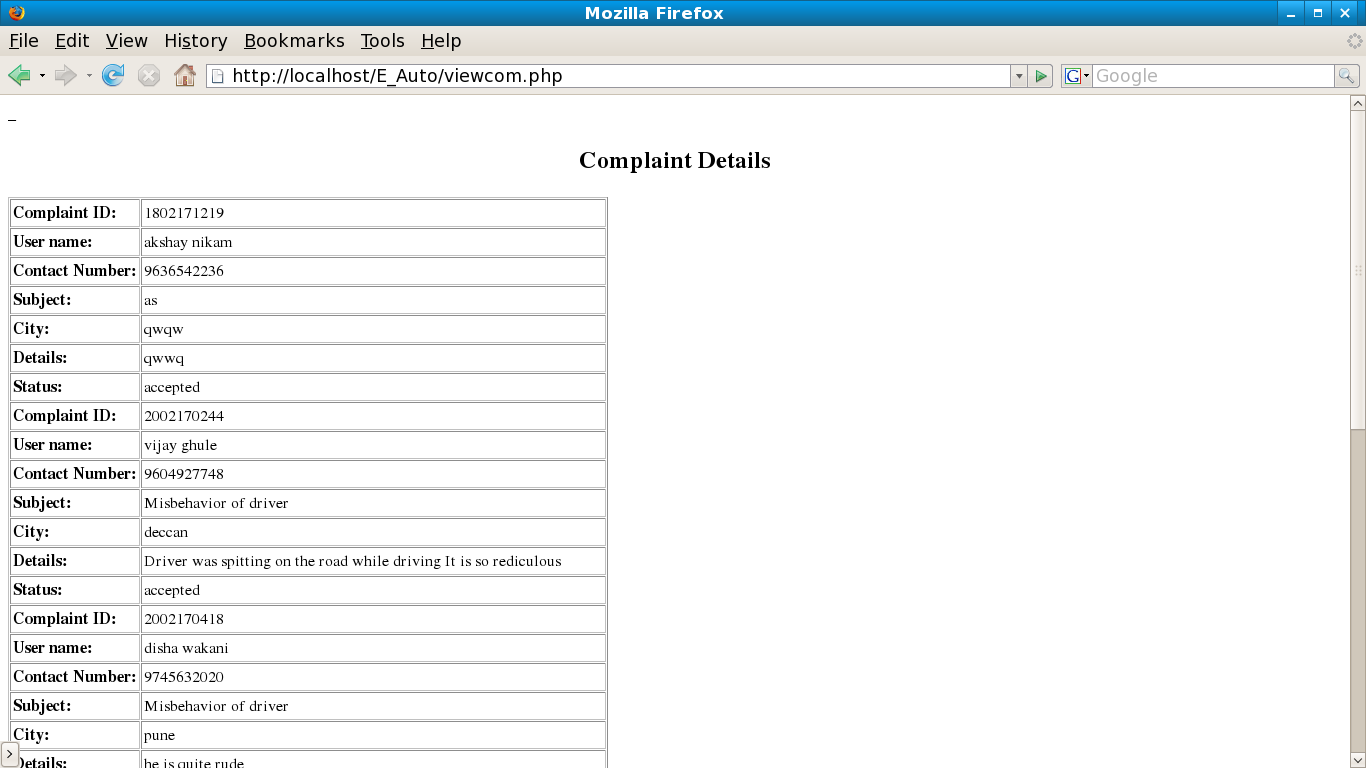 Mozilla Firefox
File Edit View History Bookmarks Tools Help
http://localhost/E_Auto/viewcom.php G Google
Complaint Details
Complaint ID: 1802171219
User name: akshay nikam
Contact Number: 9636542236
Subject: as
City: qwqw
Details: qwwq
Status: accepted
Complaint ID: 2002170244
User name: vijay ghule
Contact Number: 9604927748
Subject: Misbehavior of driver
City: deccan
Details: Driver was spitting on the road while driving It is so rediculous
Status: accepted
Complaint ID: 2002170418
User name: disha wakani
Contact Number: 9745632020
Subject: Misbehavior of driver
City: pune
Details: he is quite rude